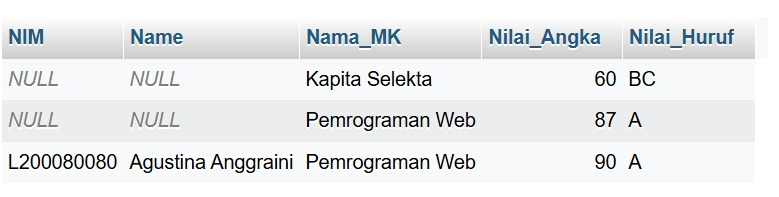 NIM Name Nama_MK Nilai_Angka Nilai_Huruf
NULL NULL Kapita Selekta 60 BC
NULL NULL Pemrograman Web 87 A
L200080080 Agustina Anggraini Pemrograman Web 90 A